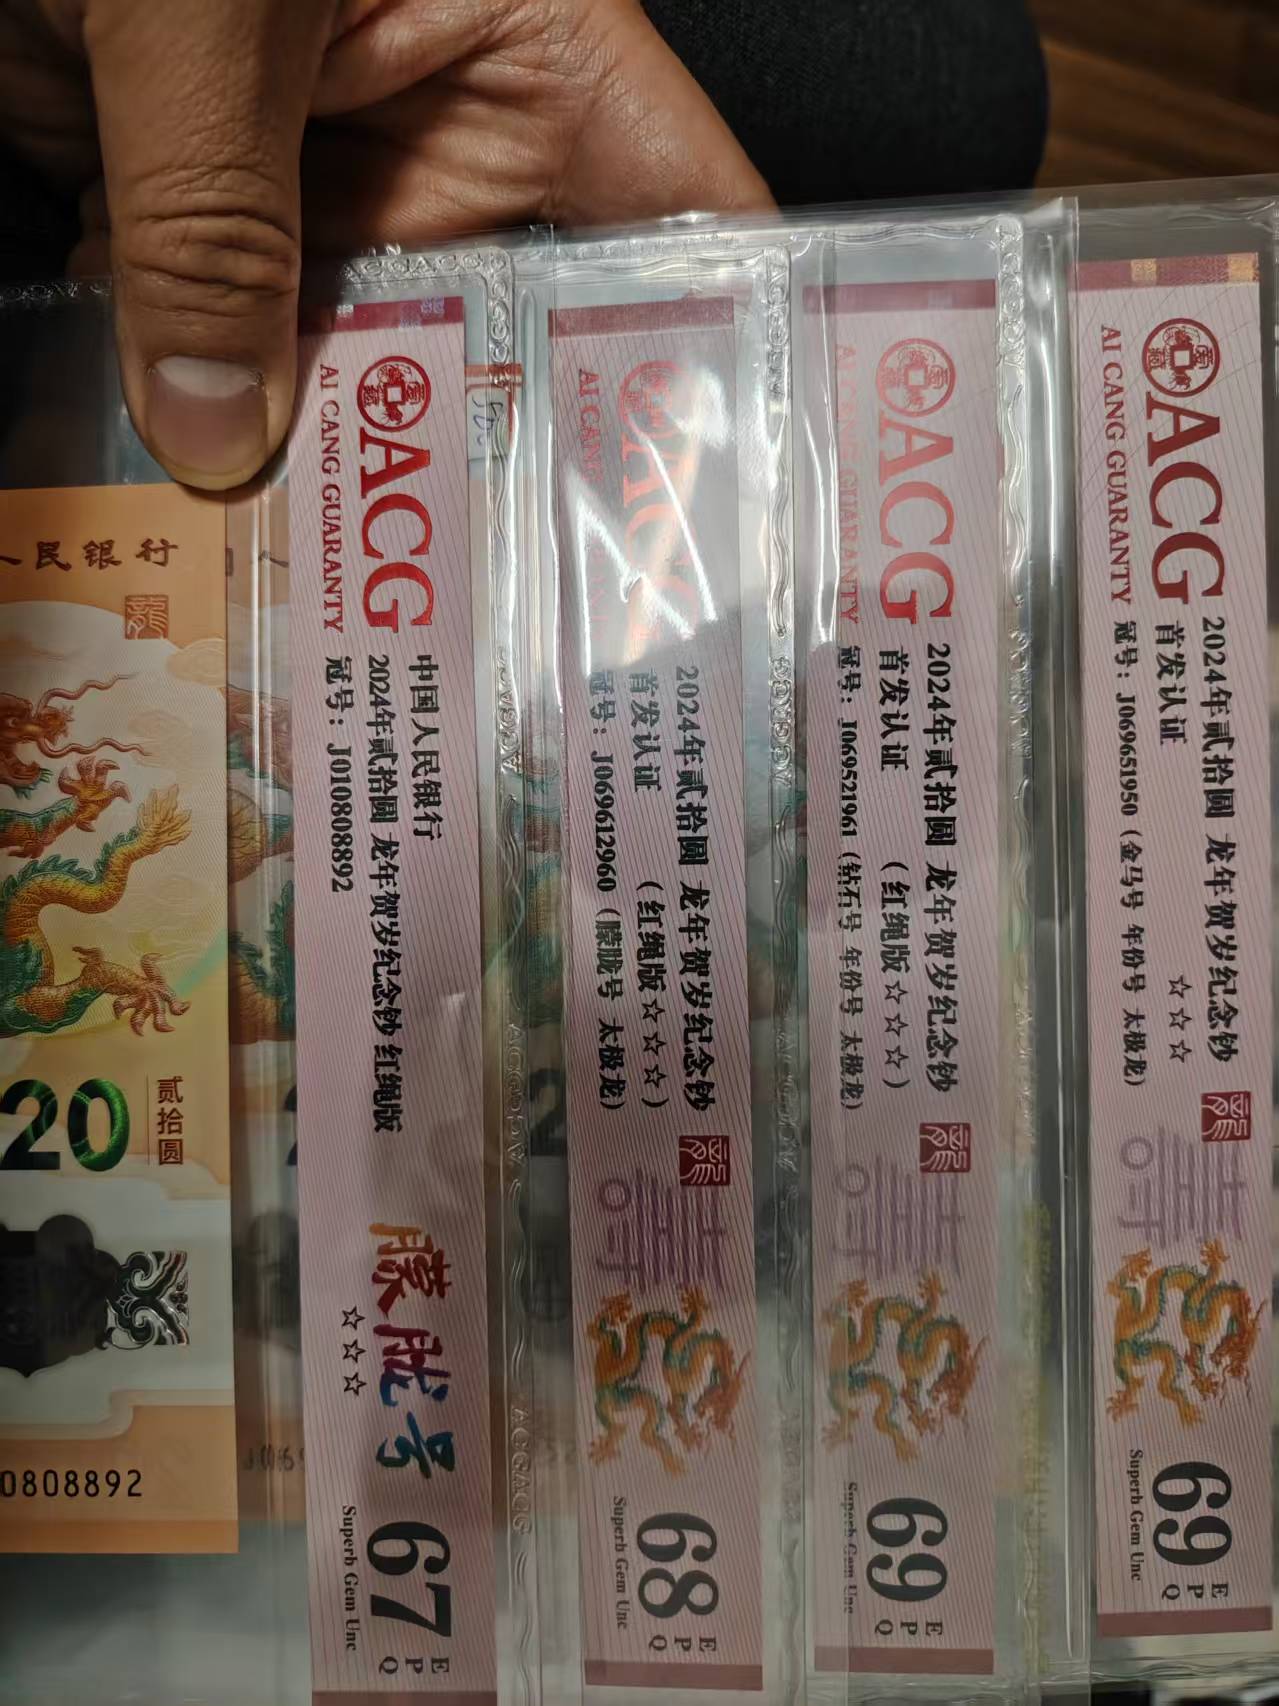 人民银行
20
贰拾圆
0808892
ACG
AI CANG GUARANTY
中国人民银行
2024年贰拾圆 龙年贺岁纪念钞 红绳版
冠号：J010808892
朦胧号
☆☆☆
67
EPQ
Superb Gem Unc
ACG
AI CANG
2024年贰拾圆 龙年贺岁纪念钞
首发认证 （红绳版☆☆☆）
冠号：J069612960（朦胧号 太极龙）
68
EPQ
Superb Gem Unc
ACG
AI CANG GUARANTY
2024年贰拾圆 龙年贺岁纪念钞
首发认证 （红绳版☆☆☆）
冠号：J069521961（钻石号 年份号 太极龙）
69
EPQ
Superb Gem Unc
ACG
AI CANG GUARANTY
2024年贰拾圆 龙年贺岁纪念钞
首发认证 ☆☆☆
冠号：J069651950（金马号 年份号 太极龙）
69
EPQ
Superb Gem Unc